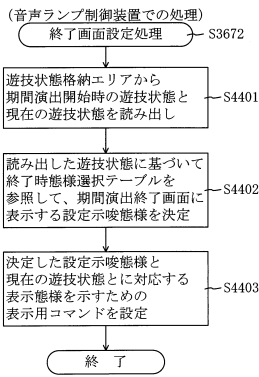 (音声ランプ制御装置での処理)
終了画面設定処理
S3672
遊技状態格納エリアから
期間演出開始時の遊技状態と
現在の遊技状態を読み出し
S4401
読み出した遊技状態に基づいて
終了時態様選択テーブルを
参照して、期間演出終了画面に
表示する設定示唆態様を決定
S4402
決定した設定示唆態様と
現在の遊技状態とに対応する
表示態様を示すための
表示用コマンドを設定
S4403
終 了